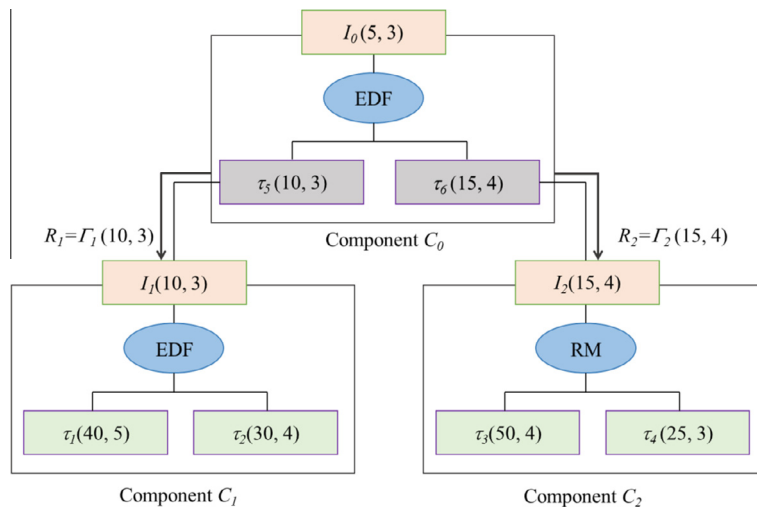 I₀(5, 3)
EDF
τ₅(10, 3)
τ₆(15, 4)
R₁=Γ₁(10, 3)
Component C₀
R₂=Γ₂(15, 4)
I₁(10, 3)
I₂(15, 4)
EDF
RM
τ₁(40, 5)
τ₂(30, 4)
τ₃(50, 4)
τ₄(25, 3)
Component C₁
Component C₂